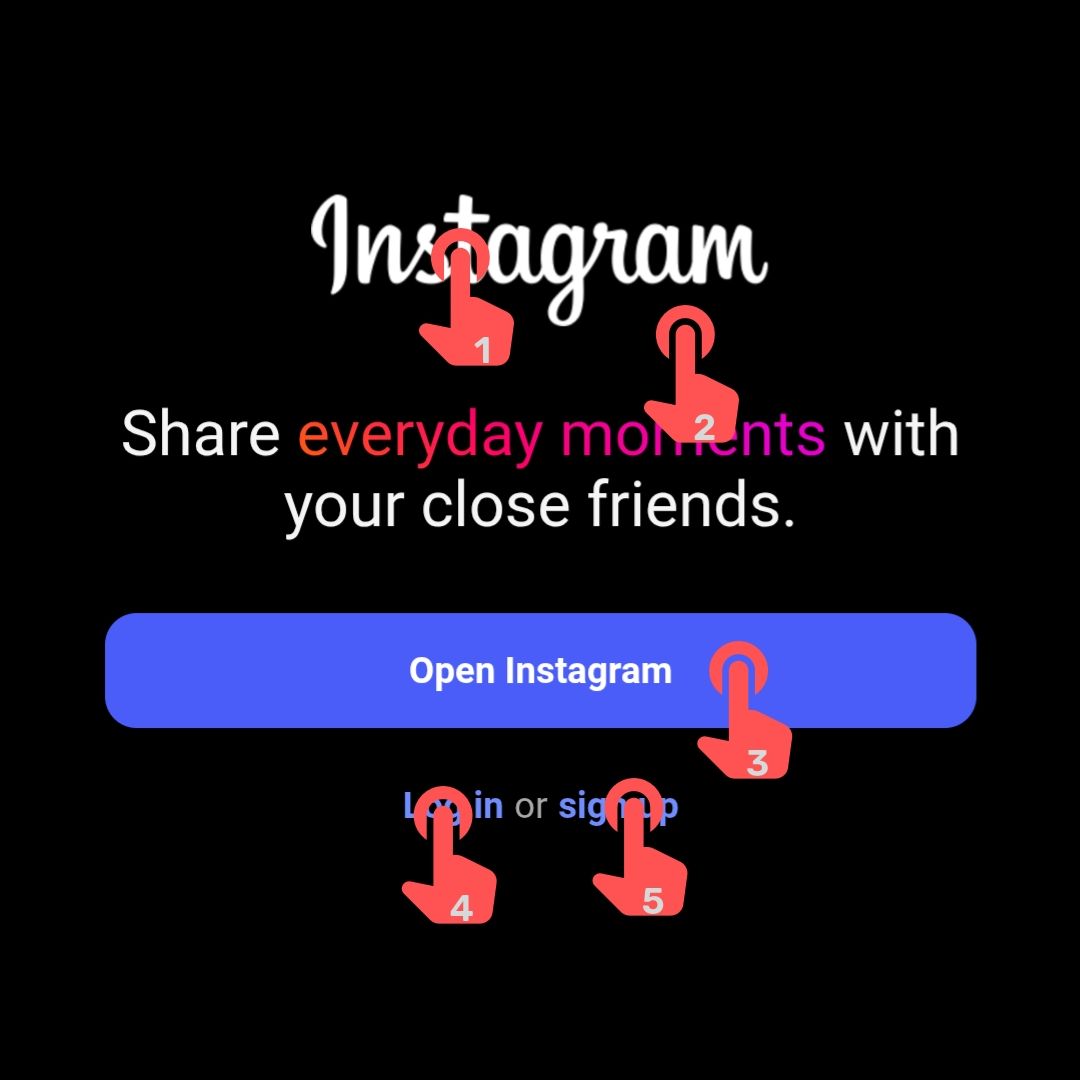 Instagram
1
2
Share everyday moments with
your close friends.
Open Instagram
3
Log in or sign up
4
5